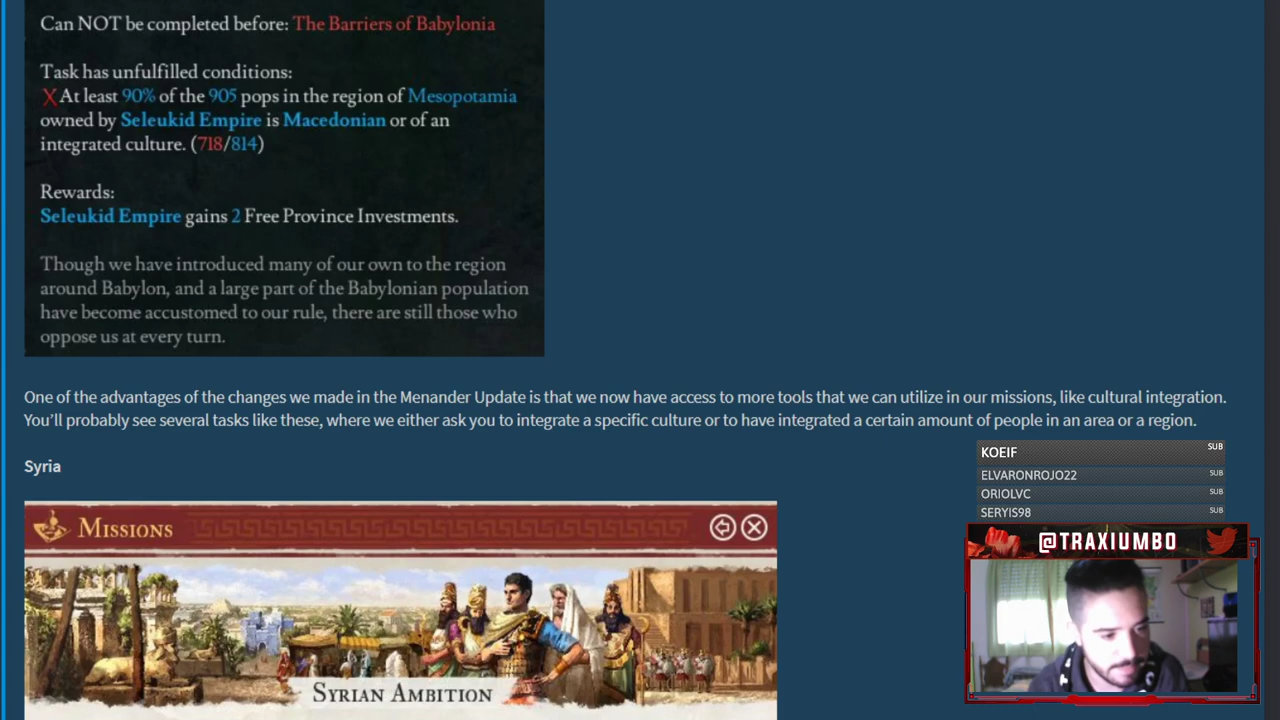 Can NOT be completed before: The Barriers of Babylonia
Task has unfulfilled conditions:
X At least 90% of the 905 pops in the region of Mesopotamia
owned by Seleukid Empire is Macedonian or of an
integrated culture. (718/814)
Rewards:
Seleukid Empire gains 2 Free Province Investments.
Though we have introduced many of our own to the region
around Babylon, and a large part of the Babylonian population
have become accustomed to our rule, there are still those who
oppose us at every turn.
One of the advantages of the changes we made in the Menander Update is that we now have access to more tools that we can utilize in our missions, like cultural integration.
You’ll probably see several tasks like these, where we either ask you to integrate a specific culture or to have integrated a certain amount of people in an area or a region.
Syria
MISSIONS
SYRIAN AMBITION
KOEIF SUB
ELVARONROJO22 SUB
ORIOLVC SUB
SERYIS98 SUB
@TRAXIUMBO